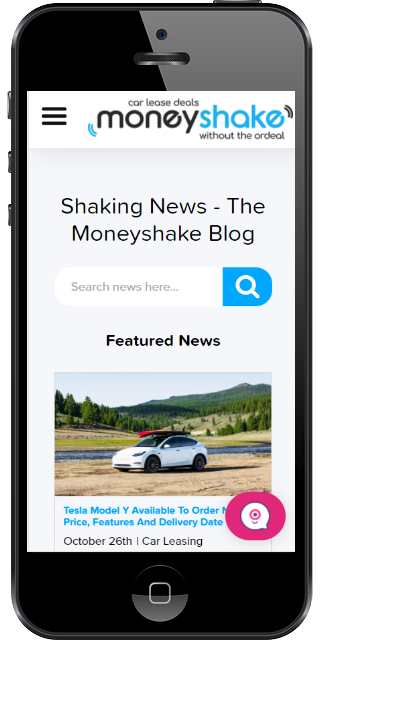 car lease deals
moneyshake
without the ordeal
Shaking News - The
Moneyshake Blog
Search news here...
Featured News
Tesla Model Y Available To Order
Price, Features And Delivery Date
October 26th | Car Leasing